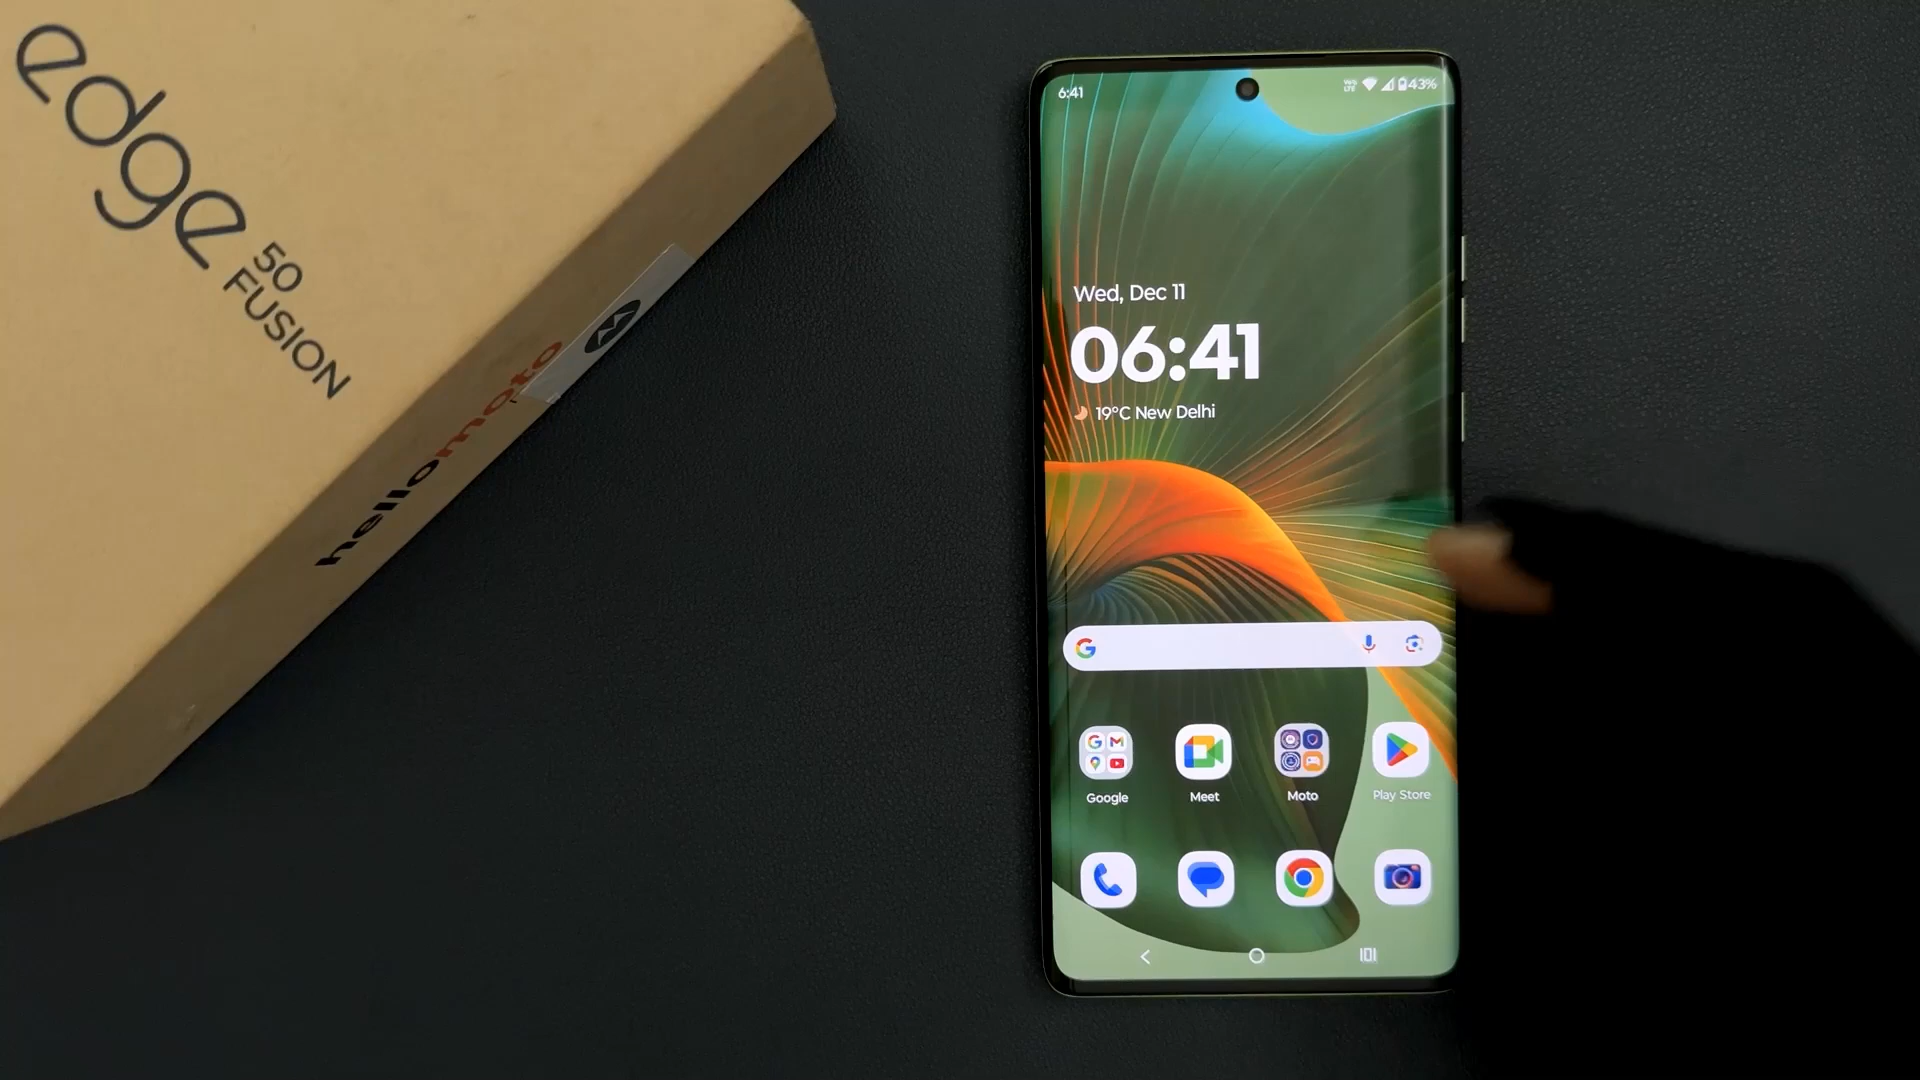 edge
50
FUSION
hellomoto
6:41
43%
Wed, Dec 11
06:41
19°C New Delhi
Google
Meet
Moto
Play Store